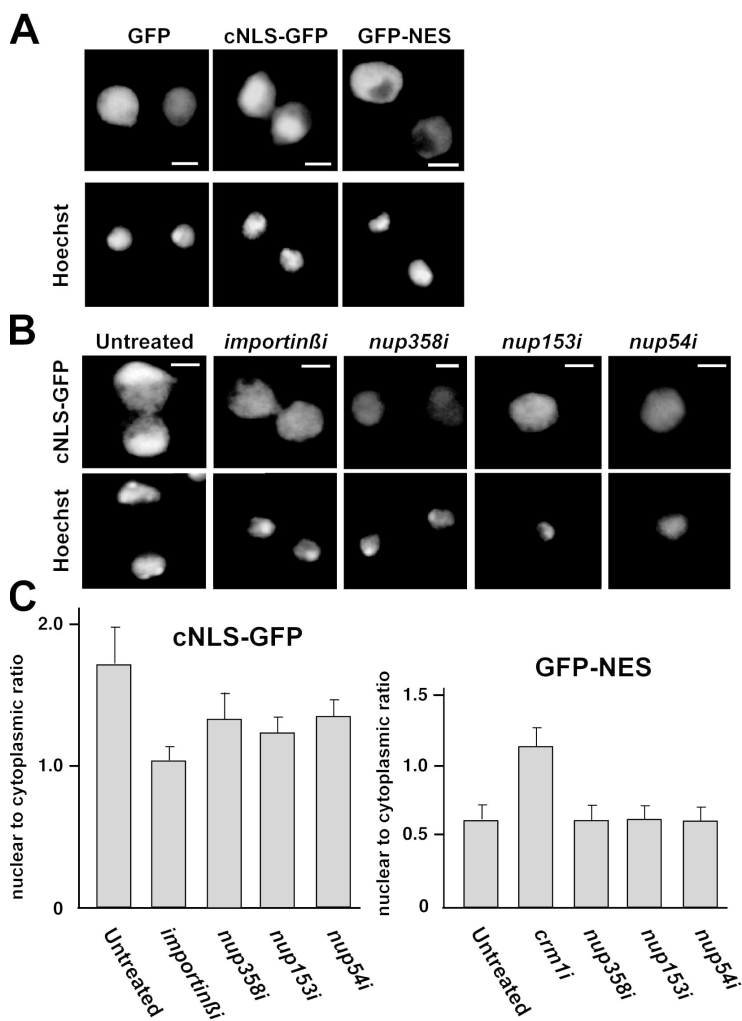 A
GFP cNLS-GFP GFP-NES
Hoechst
B
Untreated importinßi nup358i nup153i nup54i
cNLS-GFP
Hoechst
C
cNLS-GFP
nuclear to cytoplasmic ratio
2.0
1.0
0
Untreated importinßi nup358i nup153i nup54i
GFP-NES
nuclear to cytoplasmic ratio
1.5
1.0
0.5
0
Untreated crm1i nup358i nup153i nup54i